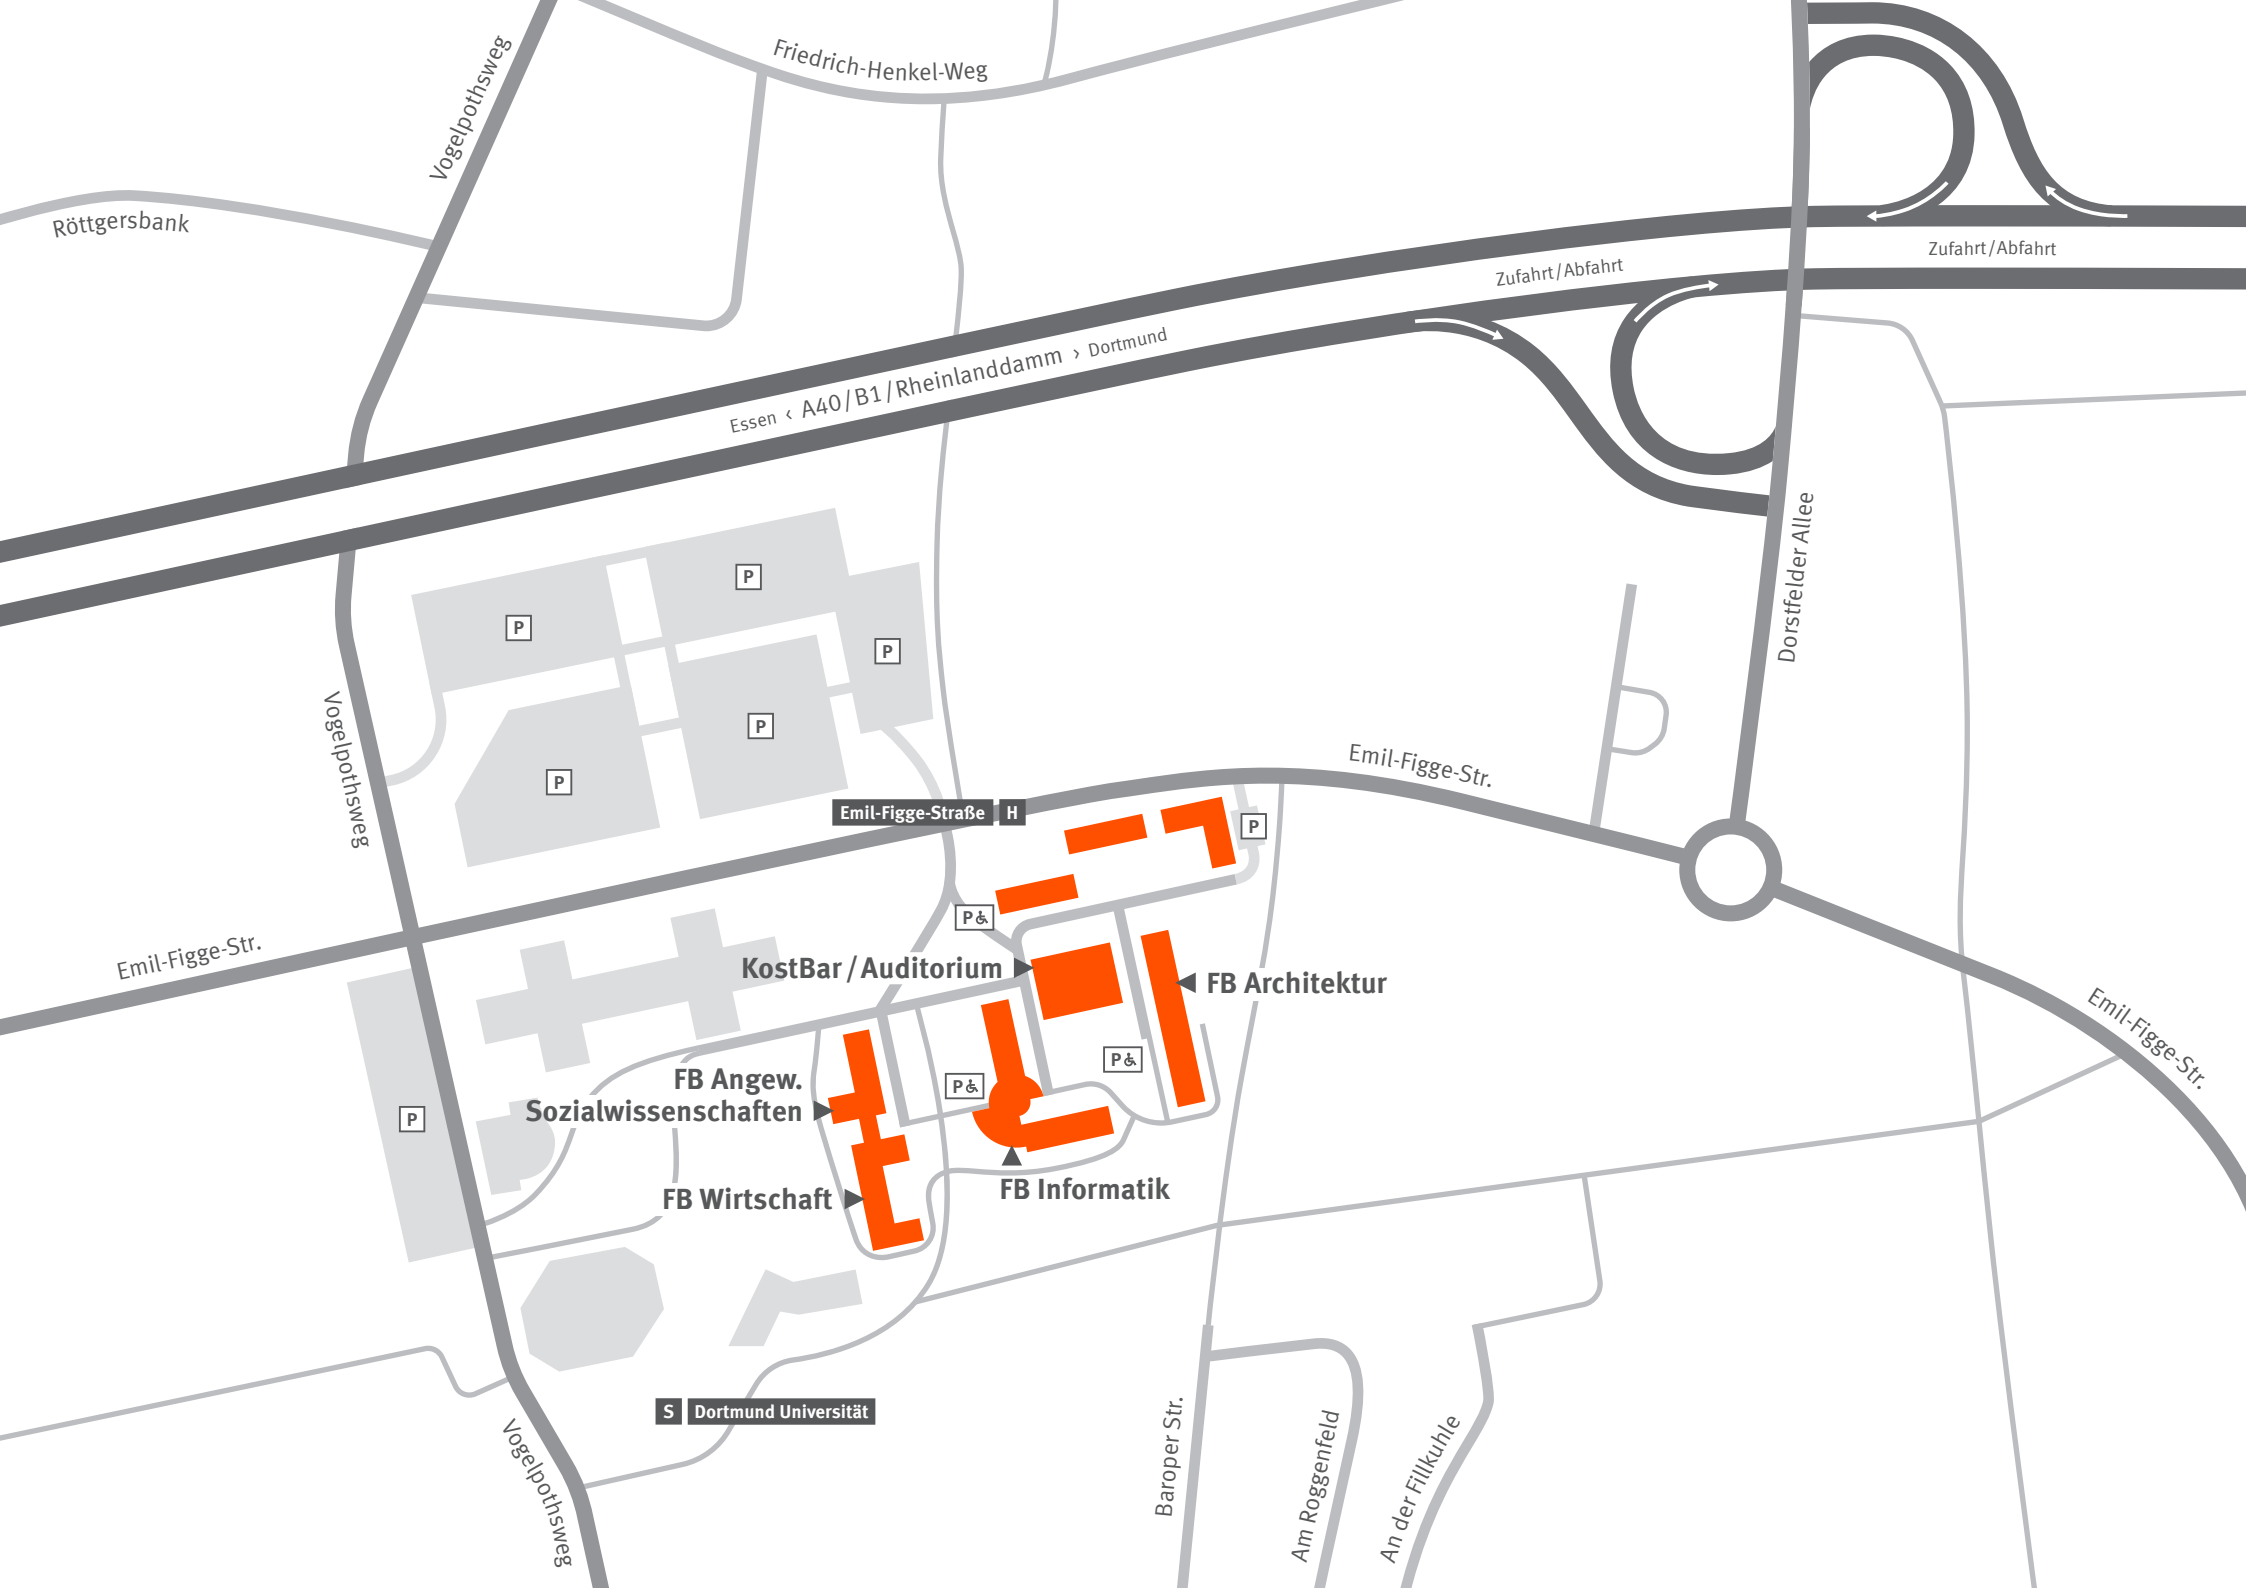 Friedrich-Henkel-Weg
Vogelpothsweg
Röttgersbank
Zufahrt/Abfahrt
Zufahrt/Abfahrt
Essen ‹ A40/B1/Rheinlanddamm › Dortmund
Dorstfelder Allee
P
P
P
P
P
Vogelpothsweg
Emil-Figge-Str.
Emil-Figge-Straße H
P
P♿
Emil-Figge-Str.
KostBar/Auditorium
FB Architektur
Emil-Figge-Str.
P♿
P♿
P
FB Angew.
Sozialwissenschaften
FB Wirtschaft
FB Informatik
S Dortmund Universität
Vogelpothsweg
Baroper Str.
Am Roggenfeld
An der Fillkuhle